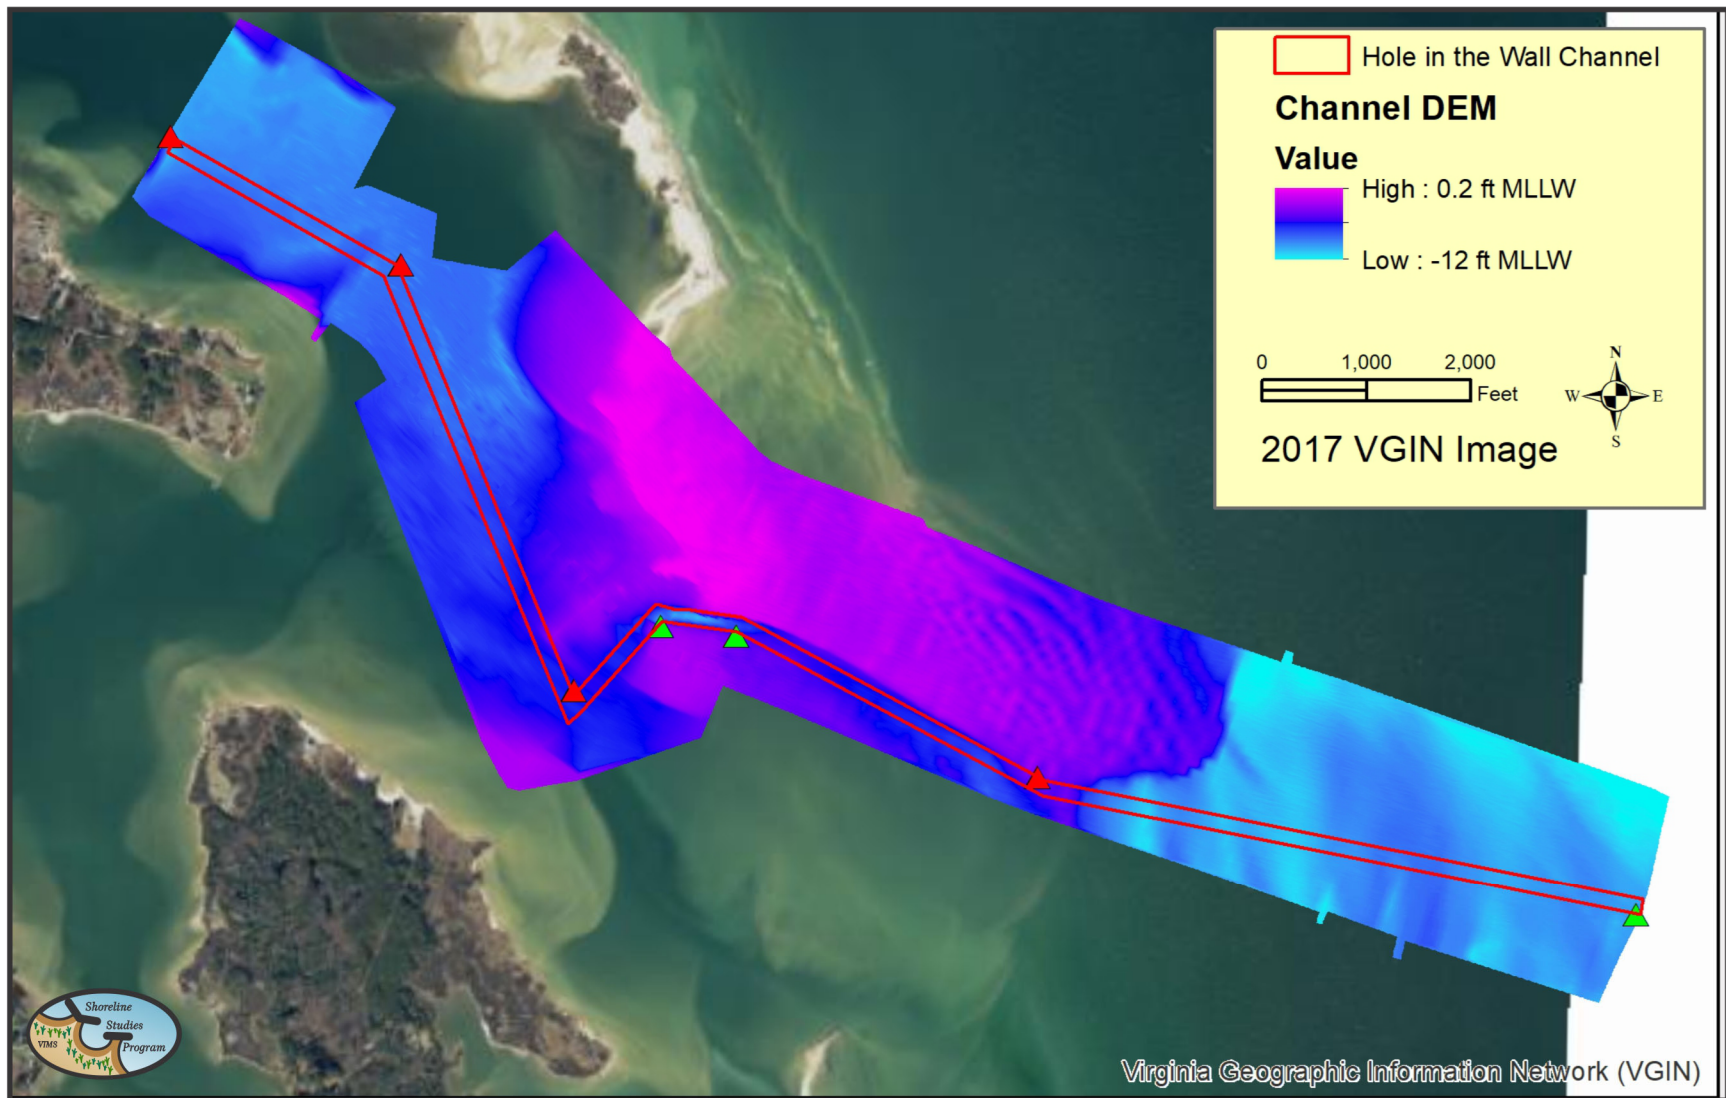 Hole in the Wall Channel
Channel DEM
Value
High : 0.2 ft MLLW
Low : -12 ft MLLW
0 1,000 2,000
Feet
N
W E
S
2017 VGIN Image
Shoreline
Studies
VIMS
Program
Virginia Geographic Information Network (VGIN)